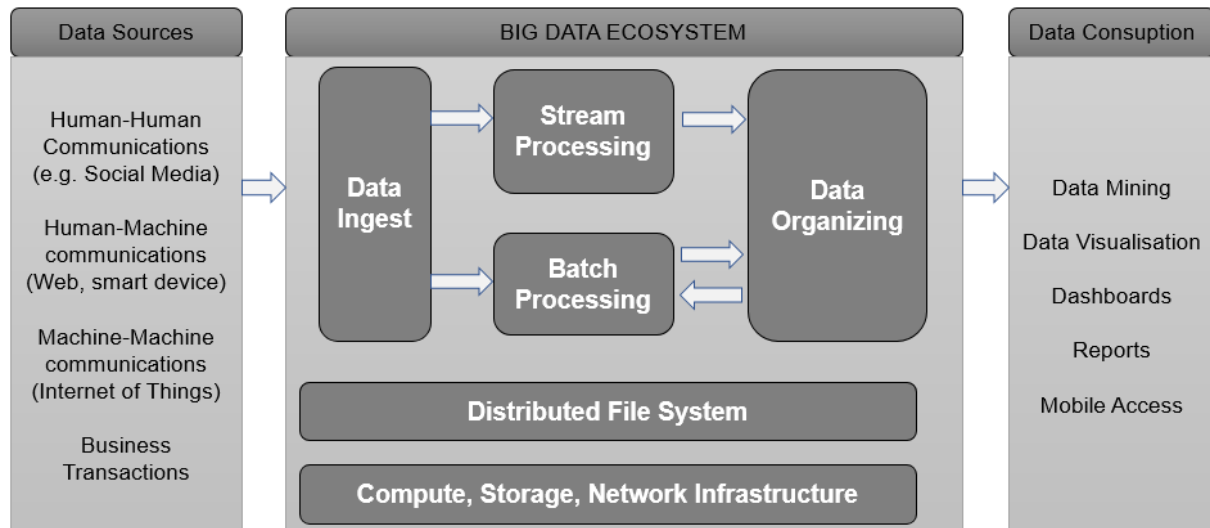 Data Sources
Human-Human
Communications
(e.g. Social Media)
Human-Machine
communications
(Web, smart device)
Machine-Machine
communications
(Internet of Things)
Business
Transactions
BIG DATA ECOSYSTEM
Data
Ingest
Stream
Processing
Batch
Processing
Data
Organizing
Distributed File System
Compute, Storage, Network Infrastructure
Data Consuption
Data Mining
Data Visualisation
Dashboards
Reports
Mobile Access